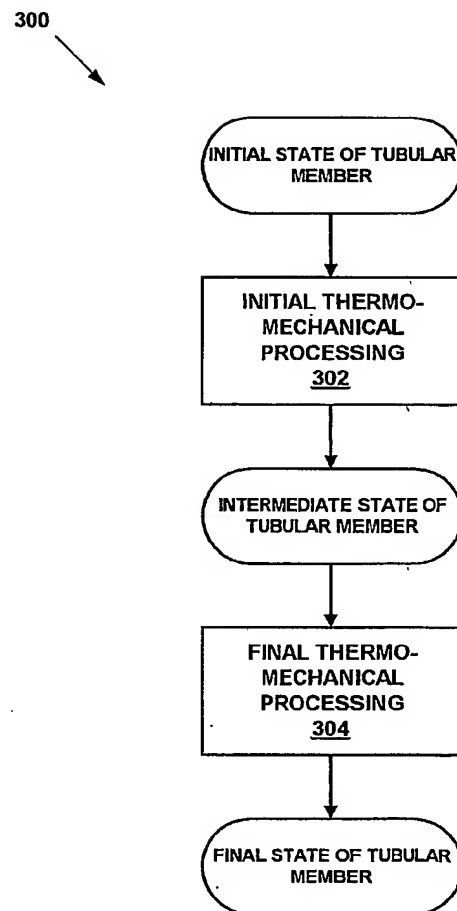 300
INITIAL STATE OF TUBULAR
MEMBER
INITIAL THERMO-
MECHANICAL
PROCESSING
302
INTERMEDIATE STATE OF
TUBULAR MEMBER
FINAL THERMO-
MECHANICAL
PROCESSING
304
FINAL STATE OF TUBULAR
MEMBER